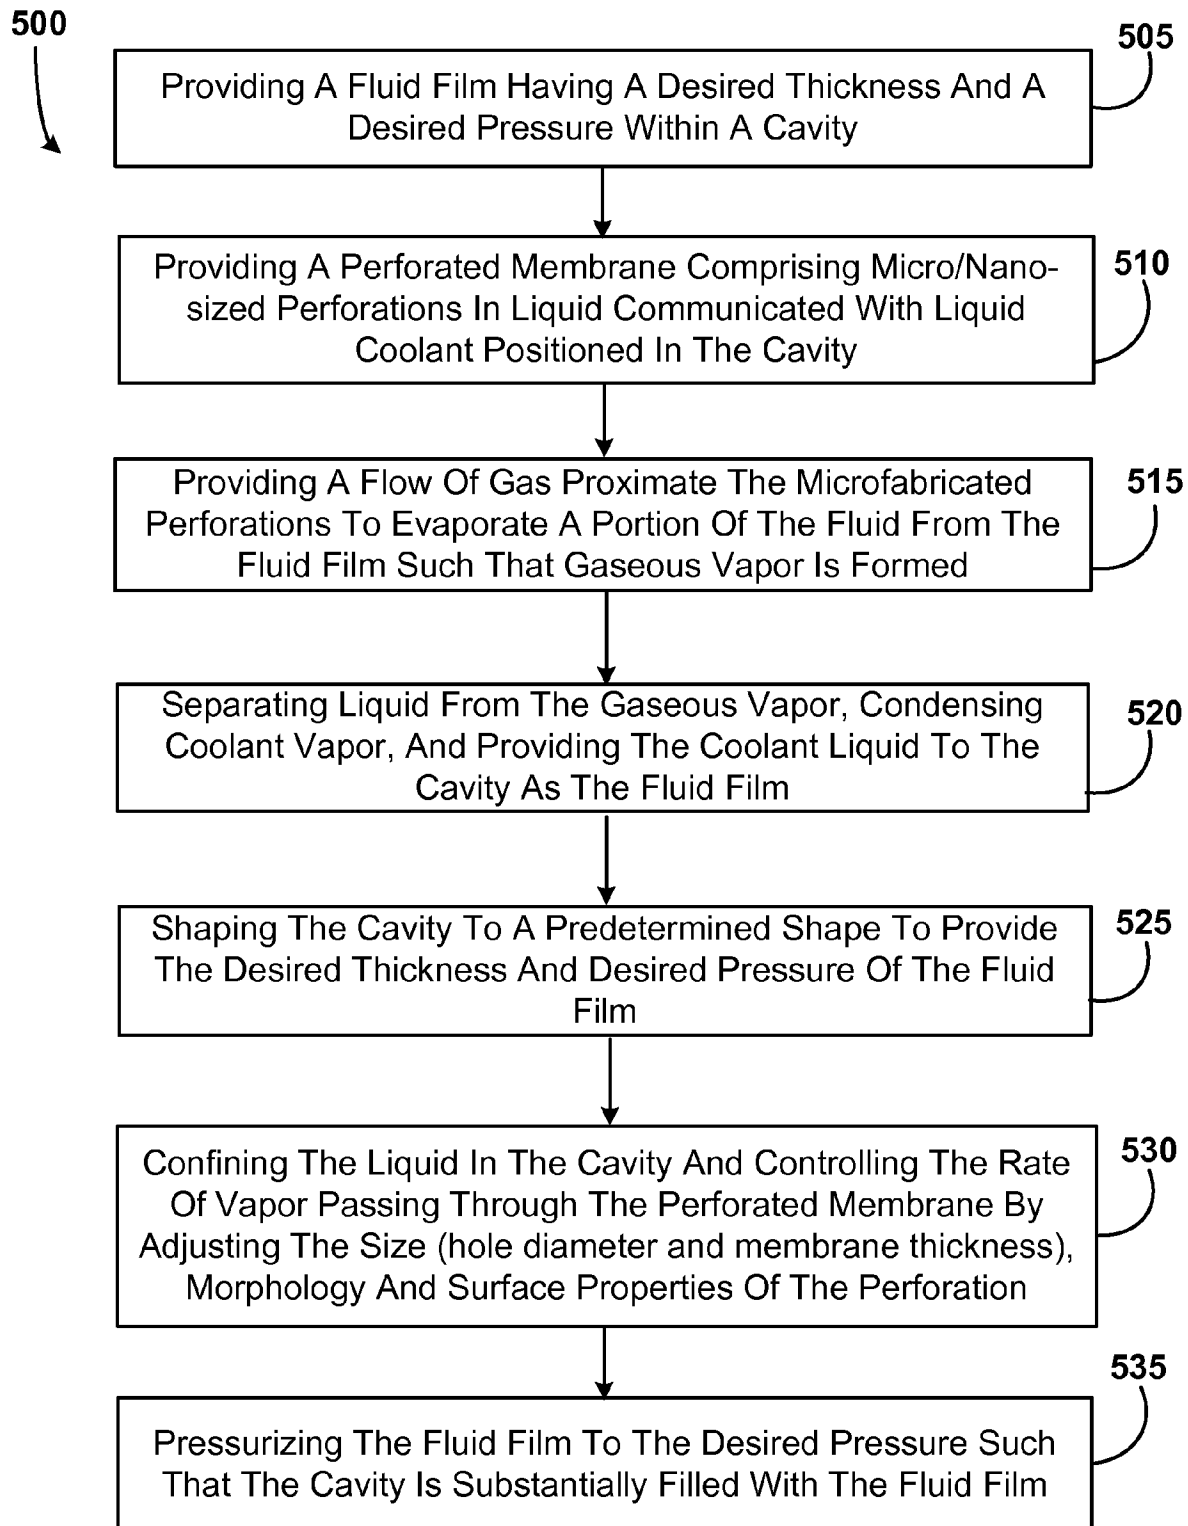 500
505
Providing A Fluid Film Having A Desired Thickness And A
Desired Pressure Within A Cavity
510
Providing A Perforated Membrane Comprising Micro/Nano-
sized Perforations In Liquid Communicated With Liquid
Coolant Positioned In The Cavity
515
Providing A Flow Of Gas Proximate The Microfabricated
Perforations To Evaporate A Portion Of The Fluid From The
Fluid Film Such That Gaseous Vapor Is Formed
520
Separating Liquid From The Gaseous Vapor, Condensing
Coolant Vapor, And Providing The Coolant Liquid To The
Cavity As The Fluid Film
525
Shaping The Cavity To A Predetermined Shape To Provide
The Desired Thickness And Desired Pressure Of The Fluid
Film
530
Confining The Liquid In The Cavity And Controlling The Rate
Of Vapor Passing Through The Perforated Membrane By
Adjusting The Size (hole diameter and membrane thickness),
Morphology And Surface Properties Of The Perforation
535
Pressurizing The Fluid Film To The Desired Pressure Such
That The Cavity Is Substantially Filled With The Fluid Film